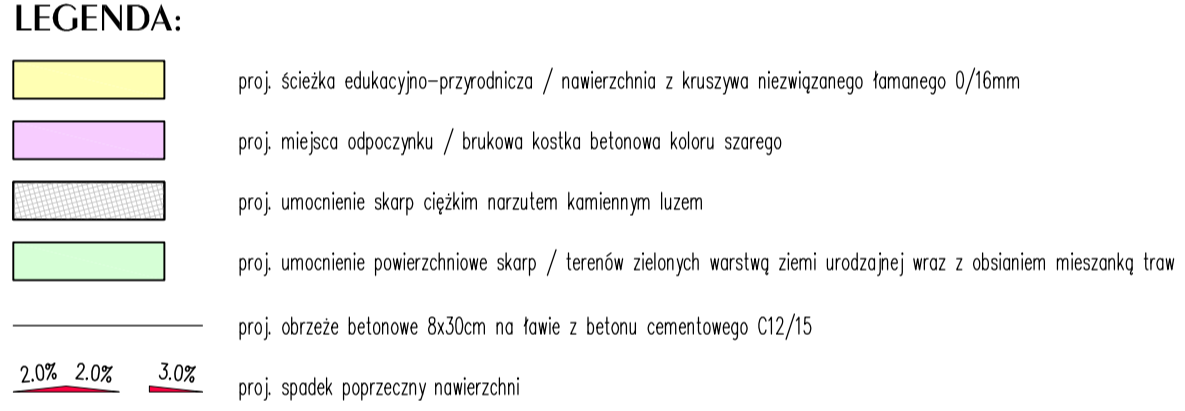 LEGENDA:
proj. ścieżka edukacyjno-przyrodnicza / nawierzchnia z kruszywa niezwiązanego łamanego 0/16mm
proj. miejsca odpoczynku / brukowa kostka betonowa koloru szarego
proj. umocnienie skarp ciężkim narzutem kamiennym luzem
proj. umocnienie powierzchniowe skarp / terenów zielonych warstwą ziemi urodzajnej wraz z obsianiem mieszanką traw
proj. obrzeże betonowe 8x30cm na ławie z betonu cementowego C12/15
2.0% 2.0% 3.0% proj. spadek poprzeczny nawierzchni